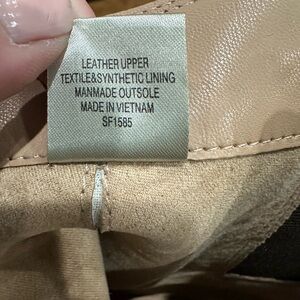 LEATHER UPPER
TEXTILE&SYNTHETIC LINING
MANMADE OUTSOLE
MADE IN VIETNAM
SF1585